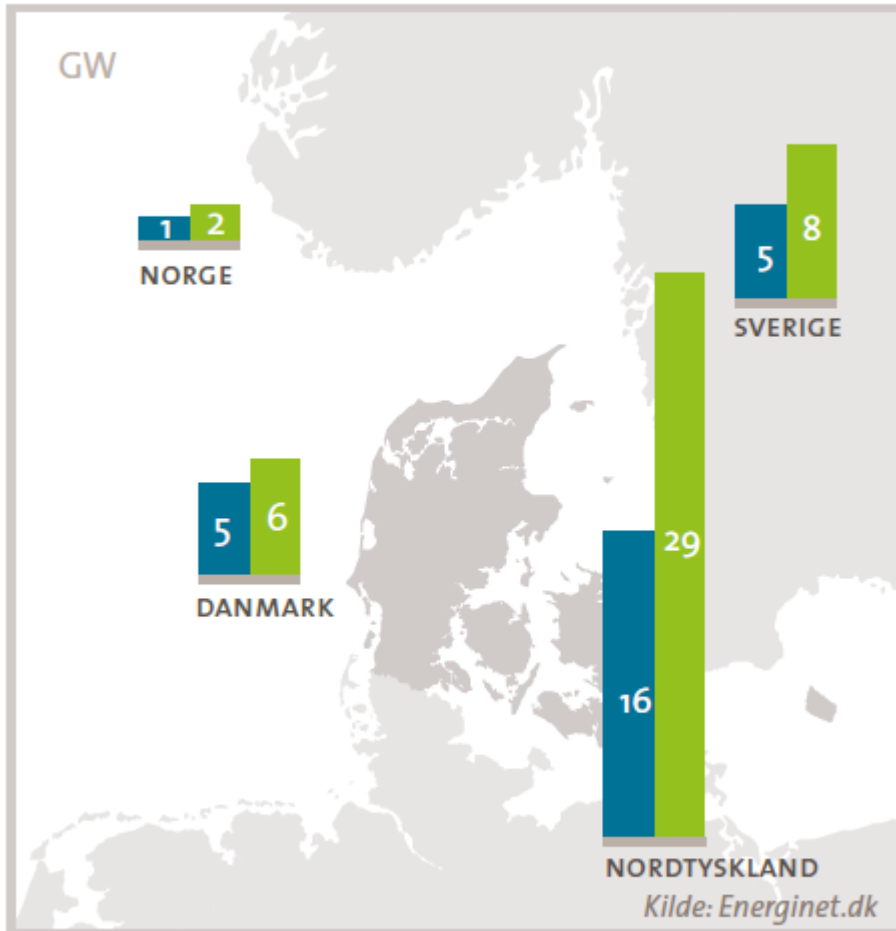 GW
1 2
NORGE
5 8
SVERIGE
5 6
DANMARK
16 29
NORDTYSKLAND
Kilde: Energinet.dk